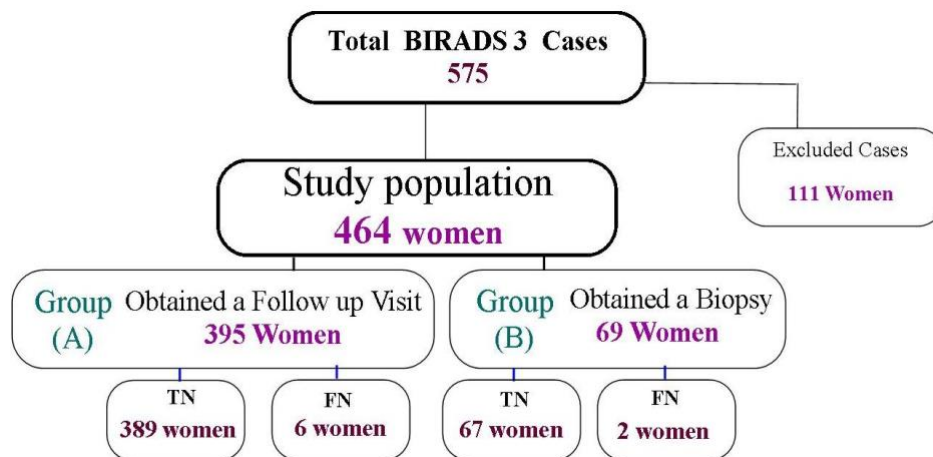 Total BIRADS 3 Cases
575
Excluded Cases
111 Women
Study population
464 women
Group Obtained a Follow up Visit
(A) 395 Women
Group Obtained a Biopsy
(B) 69 Women
TN
389 women
FN
6 women
TN
67 women
FN
2 women